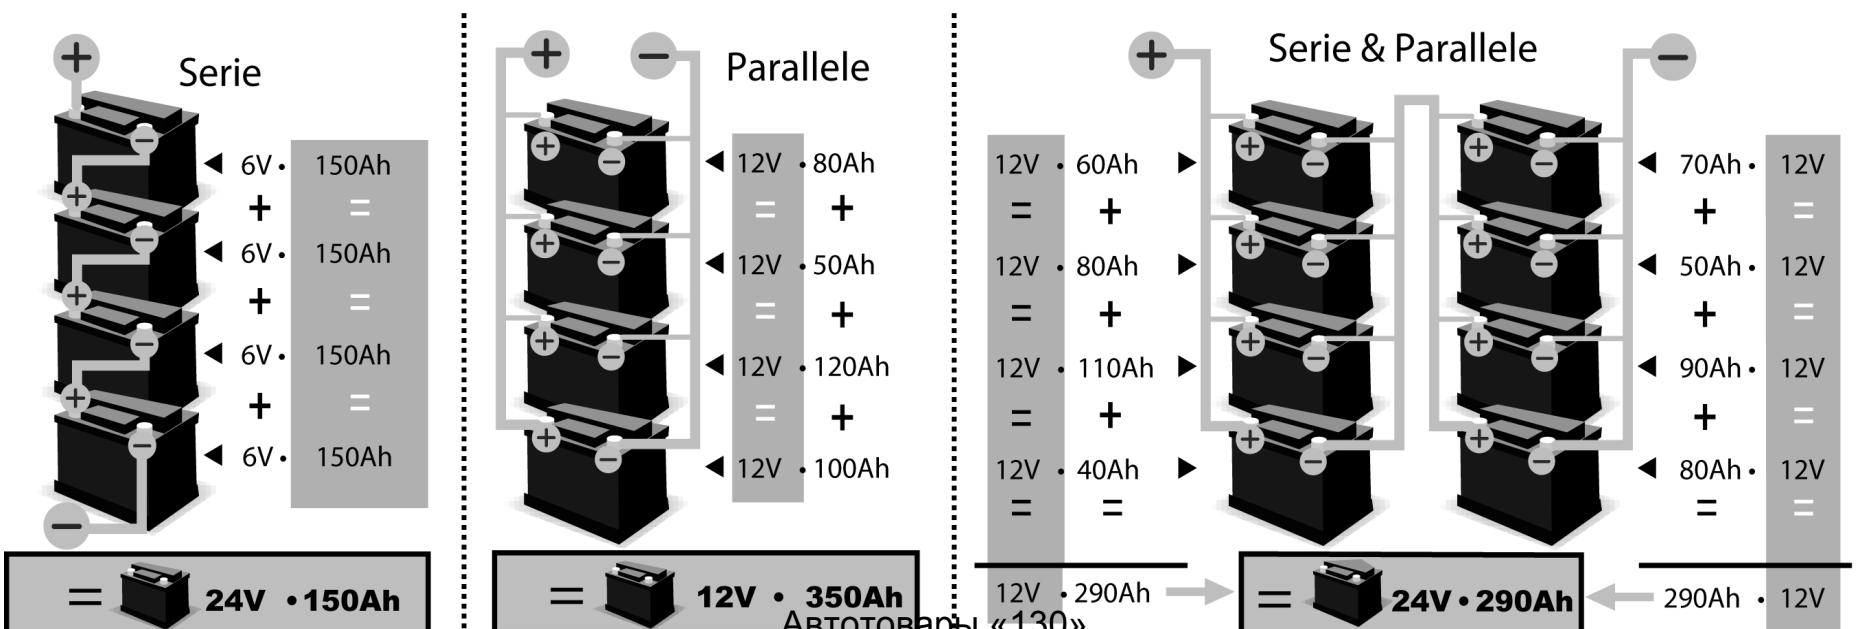 Serie
6V • 150Ah
+ =
6V • 150Ah
+ =
6V • 150Ah
+ =
6V • 150Ah
= 24V • 150Ah
Parallele
12V • 80Ah
= +
12V • 50Ah
= +
12V • 120Ah
= +
12V • 100Ah
= 12V • 350Ah
Serie & Parallele
12V • 60Ah
= +
12V • 80Ah
= +
12V • 110Ah
= +
12V • 40Ah
= =
12V • 290Ah
70Ah • 12V
+ =
50Ah • 12V
+ =
90Ah • 12V
+ =
80Ah • 12V
= =
290Ah • 12V
= 24V • 290Ah
Автотовары «130»